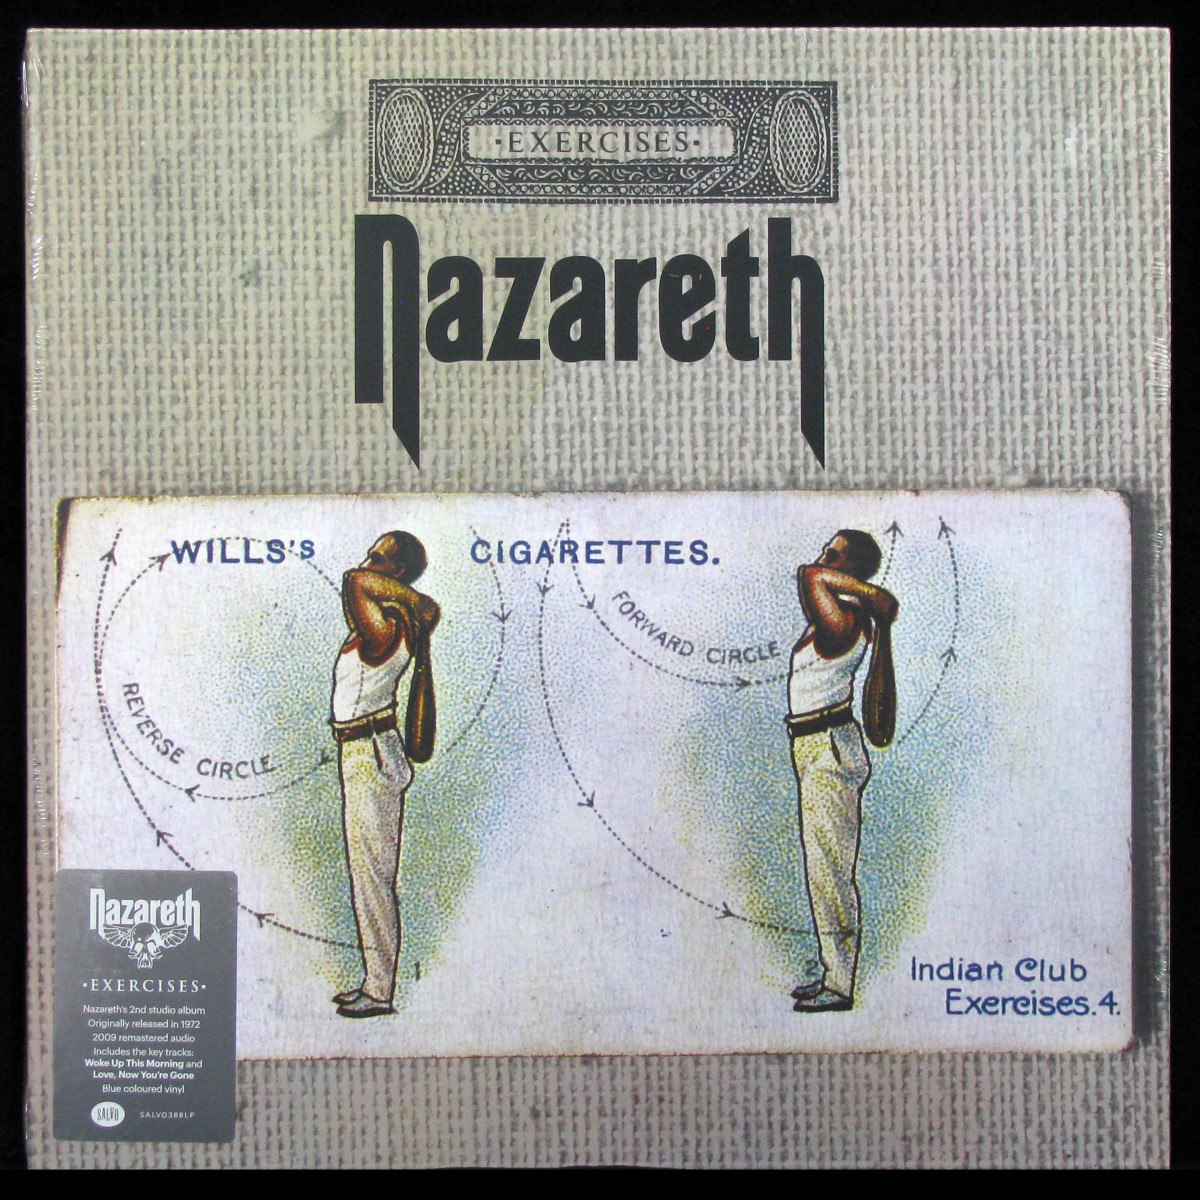 ·EXERCISES·
Nazareth
WILLS'S CIGARETTES.
REVERSE CIRCLE
FORWARD CIRCLE
1
2
Indian Club
Exercises.4.
Nazareth
·EXERCISES·
Nazareth's 2nd studio album
Originally released in 1972
2009 remastered audio
Includes the key tracks:
Woke Up This Morning and
Love, Now You're Gone
Blue coloured vinyl
SALVO SALVO388LP